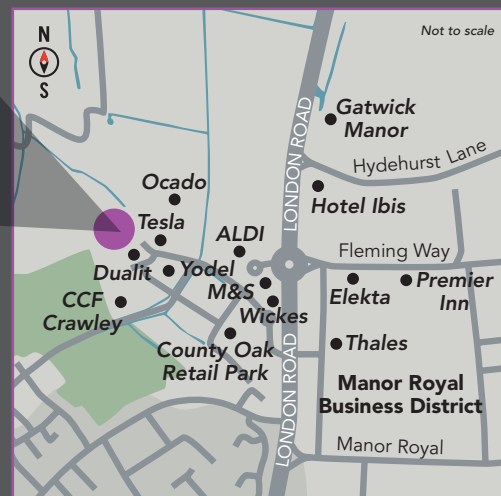 N
S
Not to scale
Gatwick
Manor
Hydehurst Lane
LONDON ROAD
Ocado
Hotel Ibis
Tesla
ALDI
Fleming Way
Dualit
Yodel
M&S
Elekta
Premier
Inn
CCF
Crawley
Wickes
County Oak
Retail Park
Thales
LONDON ROAD
Manor Royal
Business District
Manor Royal